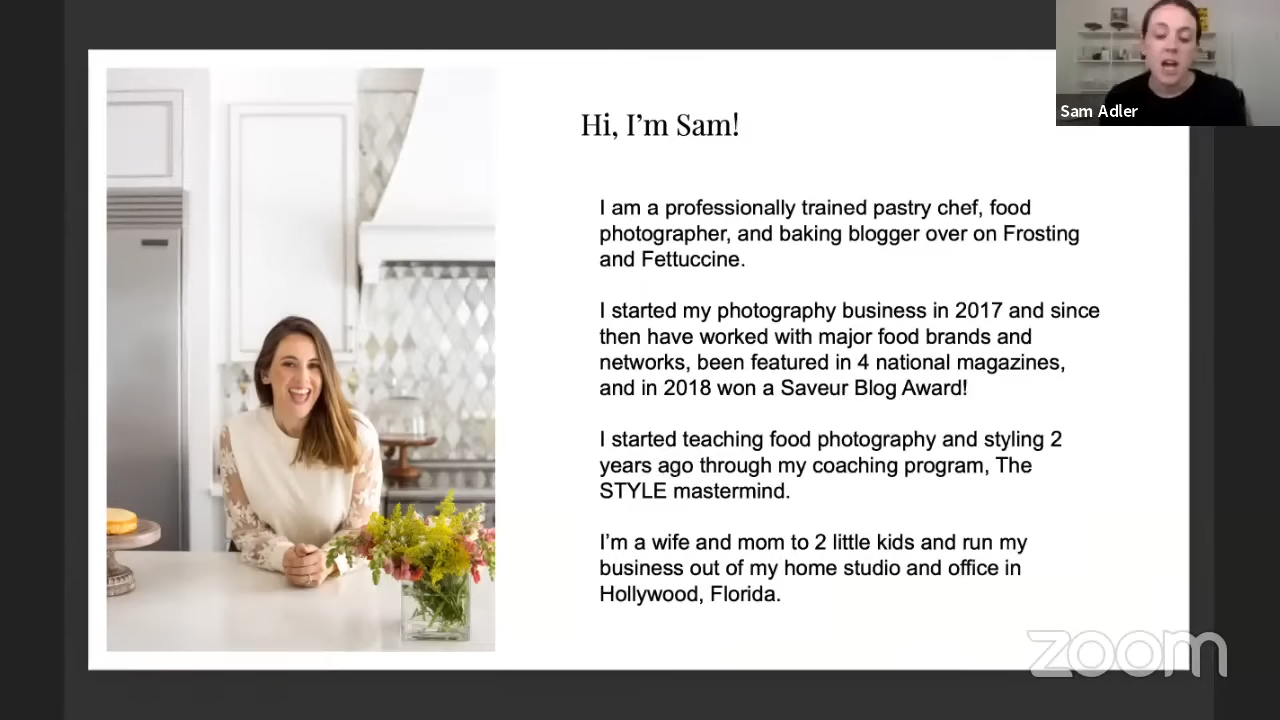 Sam Adler
Hi, I’m Sam!
I am a professionally trained pastry chef, food
photographer, and baking blogger over on Frosting
and Fettuccine.
I started my photography business in 2017 and since
then have worked with major food brands and
networks, been featured in 4 national magazines,
and in 2018 won a Saveur Blog Award!
I started teaching food photography and styling 2
years ago through my coaching program, The
STYLE mastermind.
I’m a wife and mom to 2 little kids and run my
business out of my home studio and office in
Hollywood, Florida.
zoom